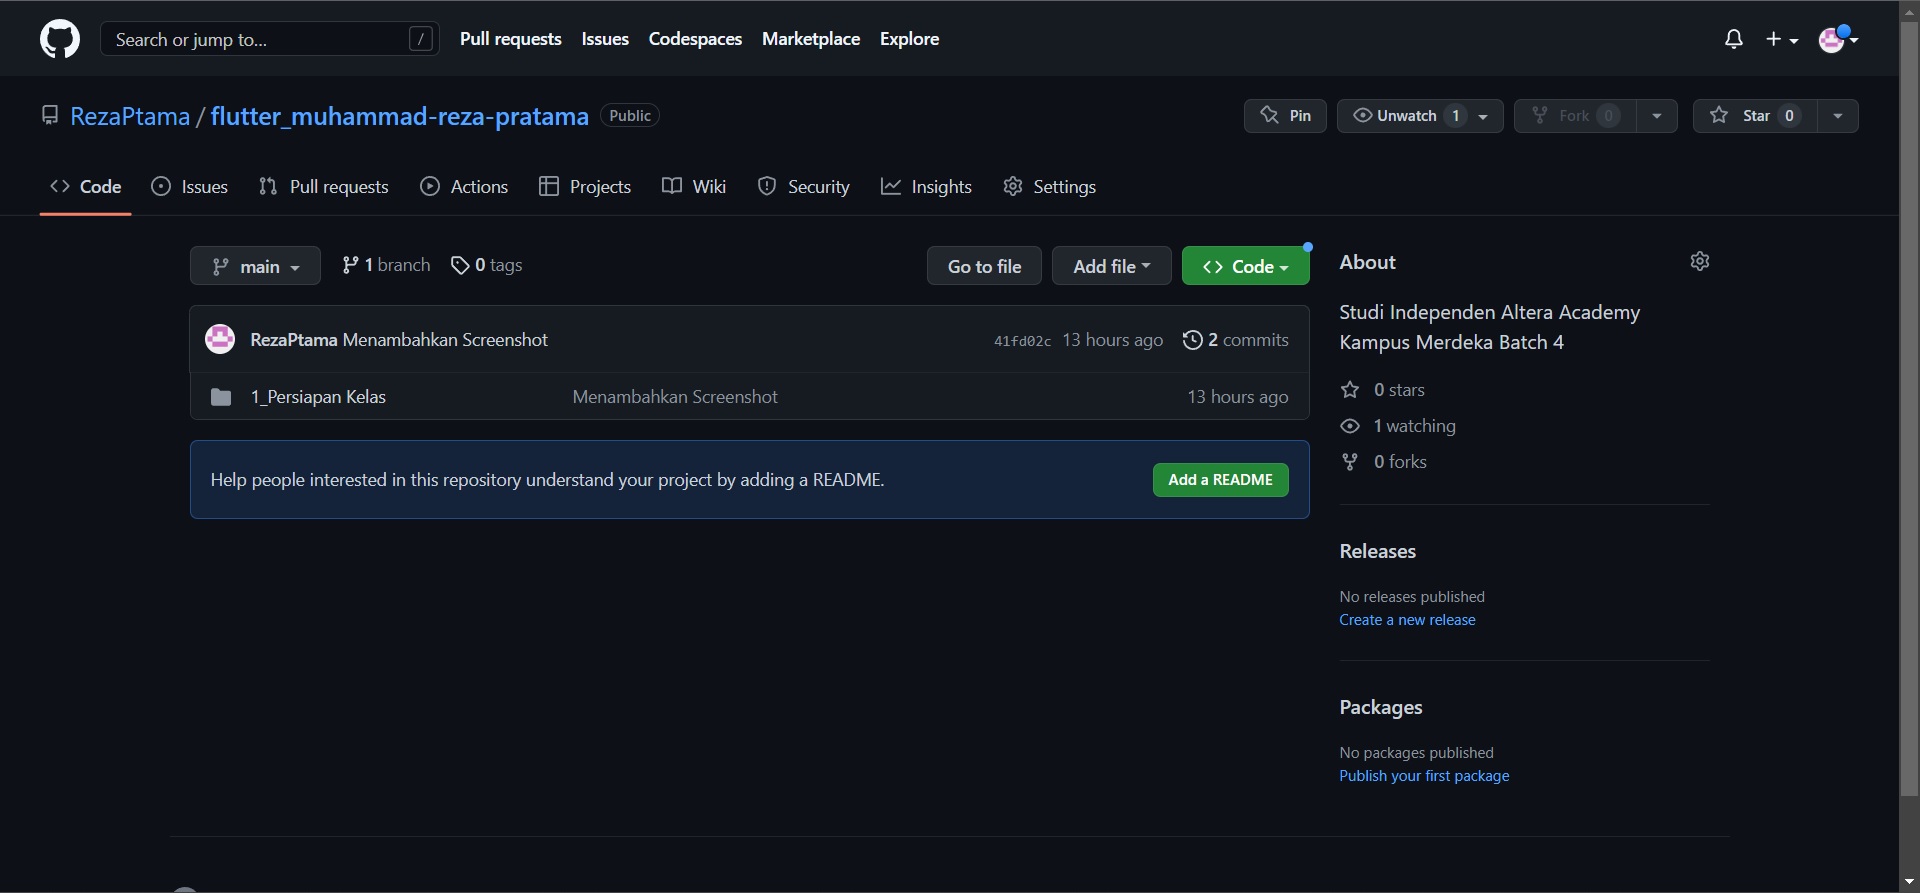 Search or jump to... / Pull requests Issues Codespaces Marketplace Explore
RezaPtama / flutter_muhammad-reza-pratama Public Pin Unwatch 1 Fork 0 Star 0
Code Issues Pull requests Actions Projects Wiki Security Insights Settings
main 1 branch 0 tags Go to file Add file Code
RezaPtama Menambahkan Screenshot 41fd02c 13 hours ago 2 commits
1_Persiapan Kelas Menambahkan Screenshot 13 hours ago
Help people interested in this repository understand your project by adding a README. Add a README
About
Studi Independen Altera Academy
Kampus Merdeka Batch 4
0 stars
1 watching
0 forks
Releases
No releases published
Create a new release
Packages
No packages published
Publish your first package